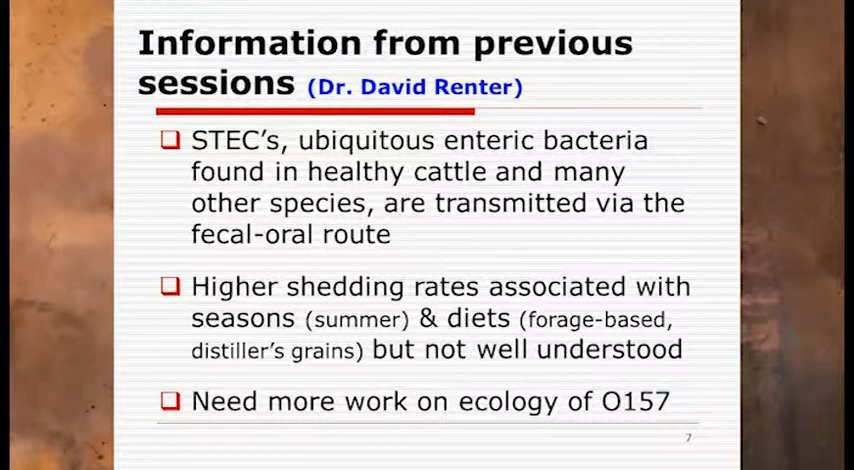 Information from previous
sessions (Dr. David Renter)
STEC's, ubiquitous enteric bacteria
found in healthy cattle and many
other species, are transmitted via the
fecal-oral route
Higher shedding rates associated with
seasons (summer) & diets (forage-based,
distiller's grains) but not well understood
Need more work on ecology of O157
7